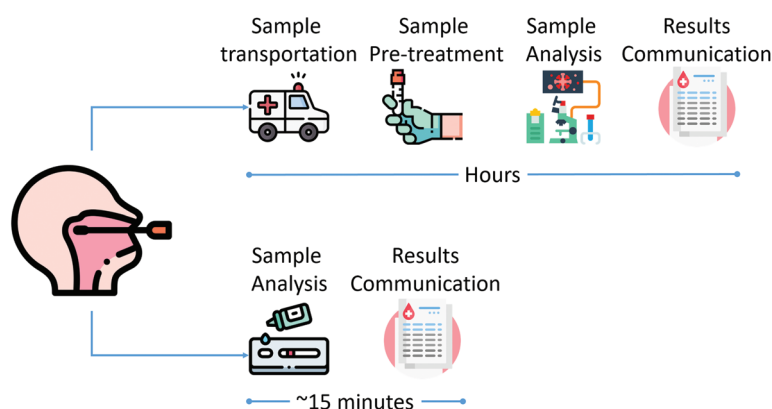 Sample
transportation
Sample
Pre-treatment
Sample
Analysis
Results
Communication
Hours
Sample
Analysis
Results
Communication
~15 minutes